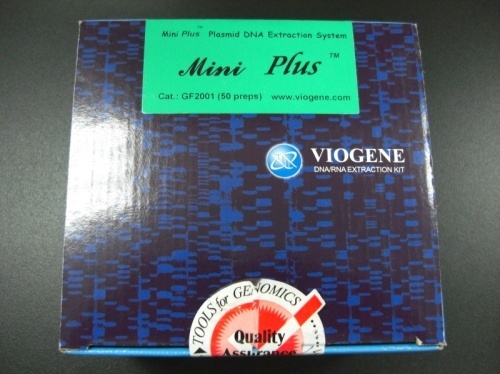 Mini Plus™ Plasmid DNA Extraction System
Mini Plus™
Cat.: GF2001 (50 preps) www.viogene.com
VIOGENE
DNA/RNA EXTRACTION KIT
TOOLS for GENOMICS
Quality
Assurance